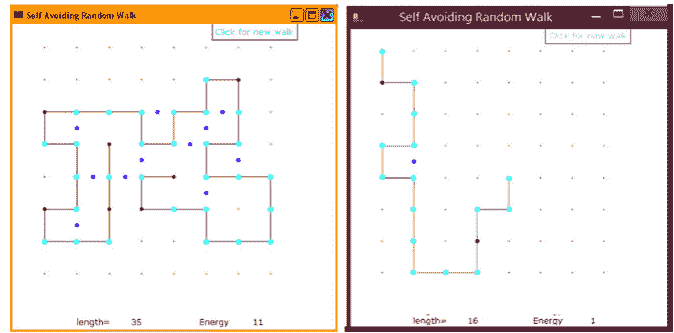 Self Avoiding Random Walk
Click for new walk
length= 35 Energy 11
Self Avoiding Random Walk
Click for new walk
length= 16 Energy 1